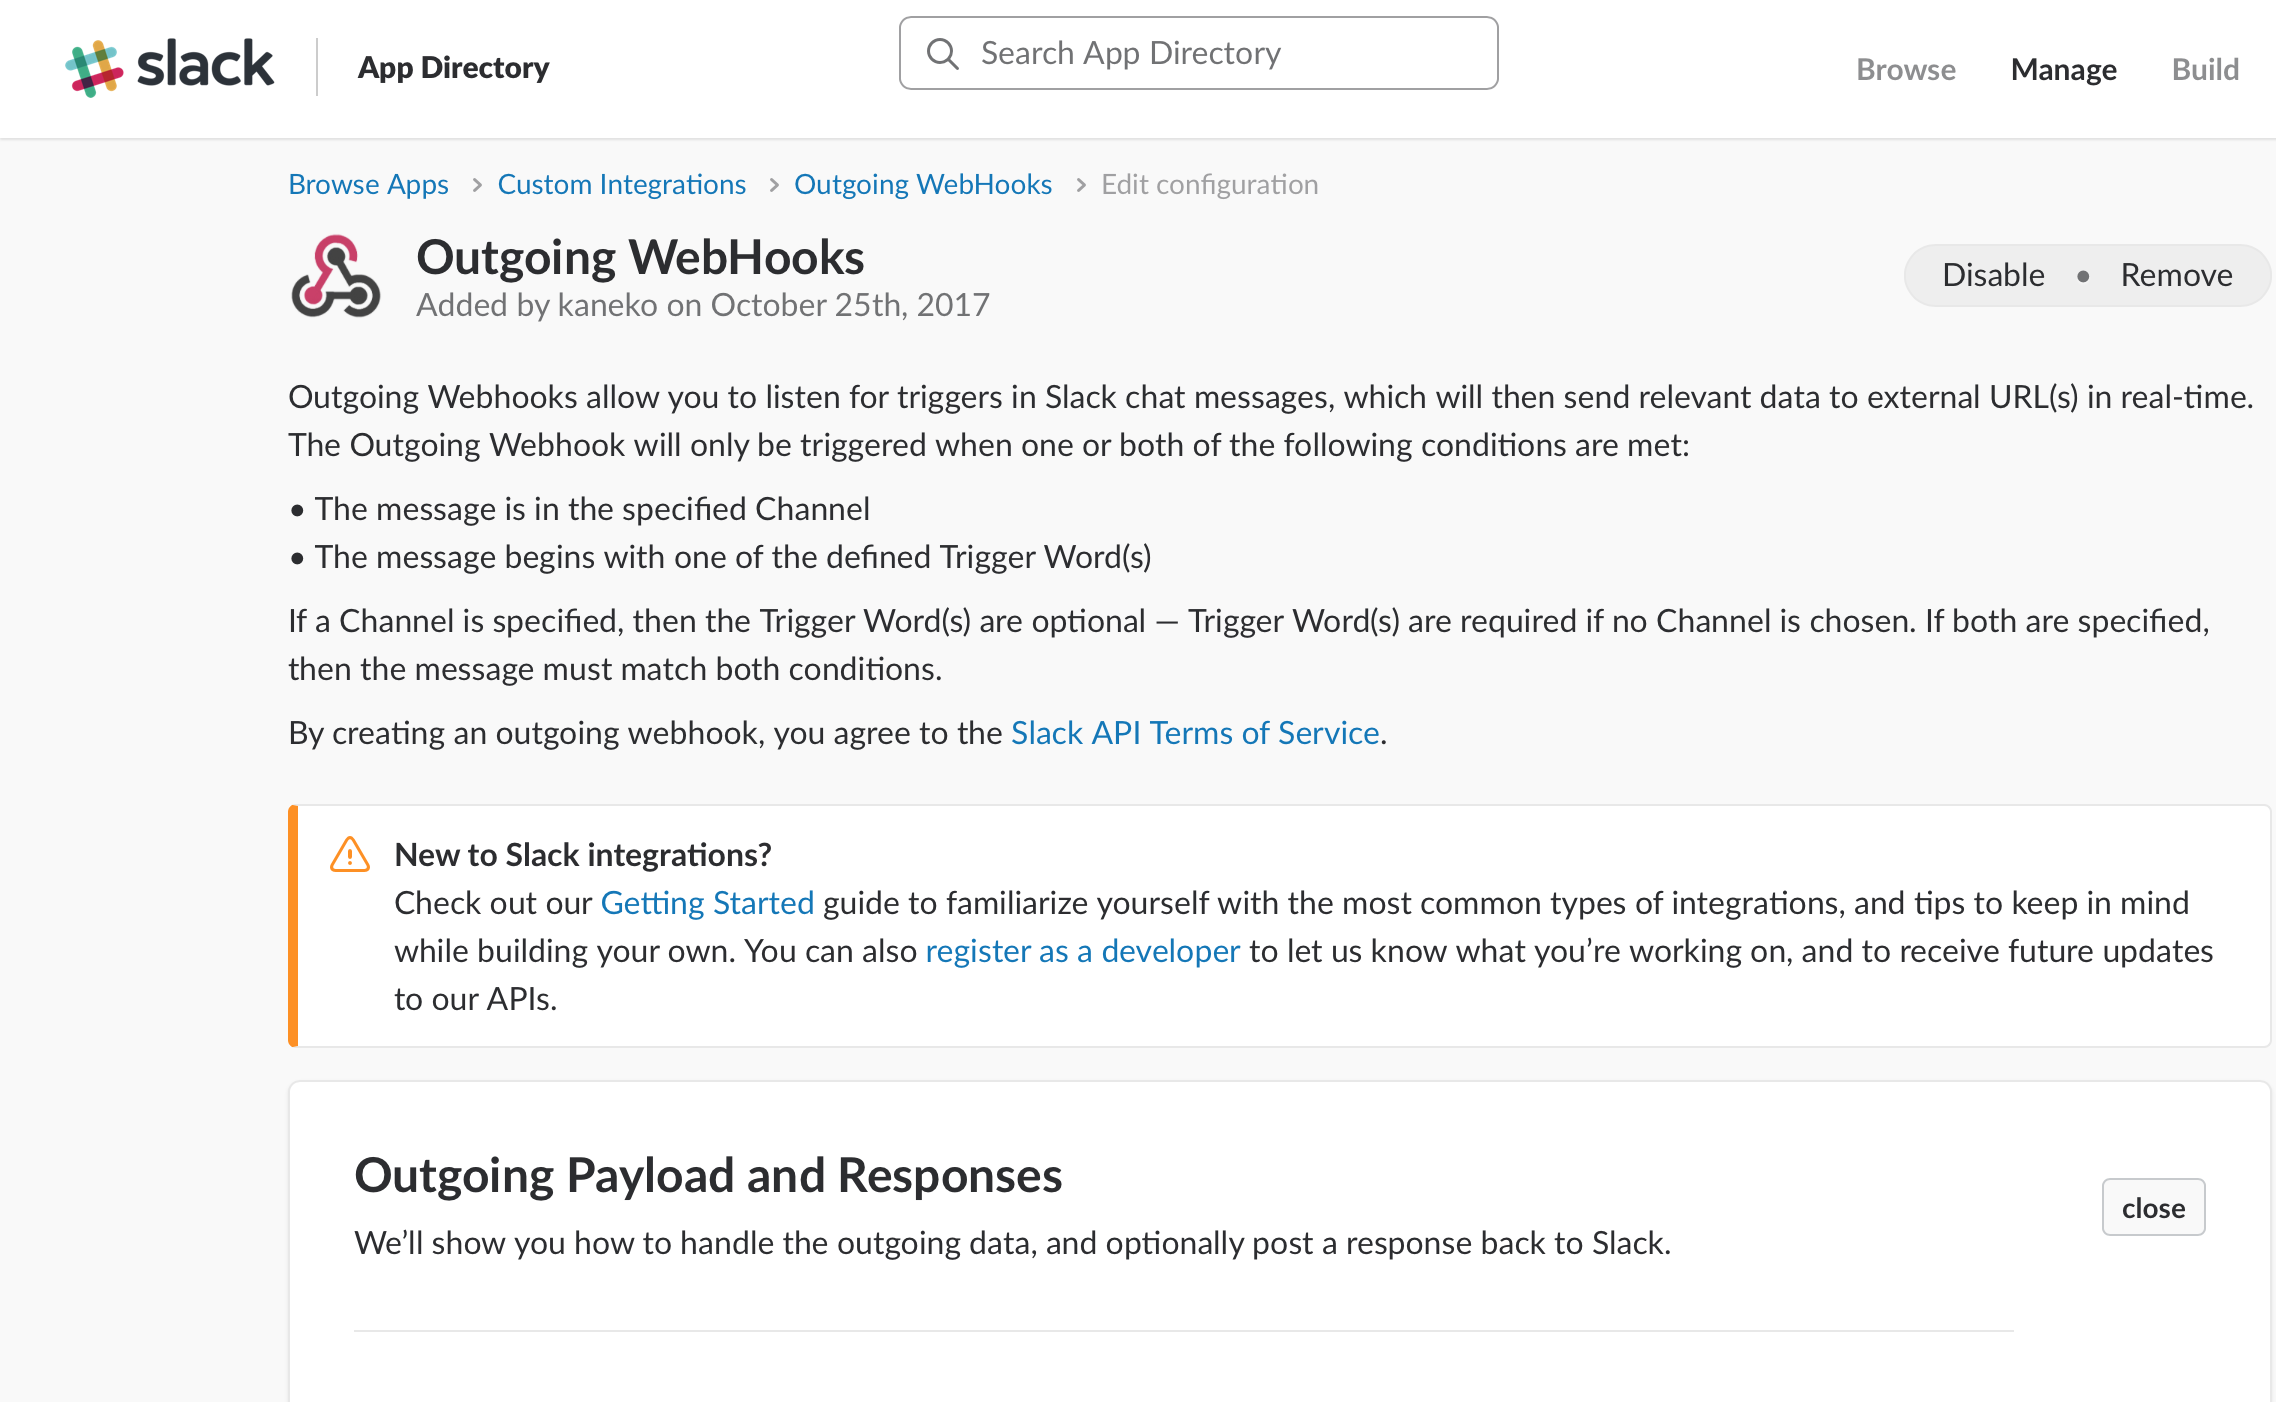 slack
App Directory
Search App Directory
Browse Manage Build
Browse Apps > Custom Integrations > Outgoing WebHooks > Edit configuration
Outgoing WebHooks
Added by kaneko on October 25th, 2017
Disable • Remove
Outgoing Webhooks allow you to listen for triggers in Slack chat messages, which will then send relevant data to external URL(s) in real-time.
The Outgoing Webhook will only be triggered when one or both of the following conditions are met:
• The message is in the specified Channel
• The message begins with one of the defined Trigger Word(s)
If a Channel is specified, then the Trigger Word(s) are optional — Trigger Word(s) are required if no Channel is chosen. If both are specified,
then the message must match both conditions.
By creating an outgoing webhook, you agree to the Slack API Terms of Service.
New to Slack integrations?
Check out our Getting Started guide to familiarize yourself with the most common types of integrations, and tips to keep in mind
while building your own. You can also register as a developer to let us know what you’re working on, and to receive future updates
to our APIs.
Outgoing Payload and Responses
close
We’ll show you how to handle the outgoing data, and optionally post a response back to Slack.